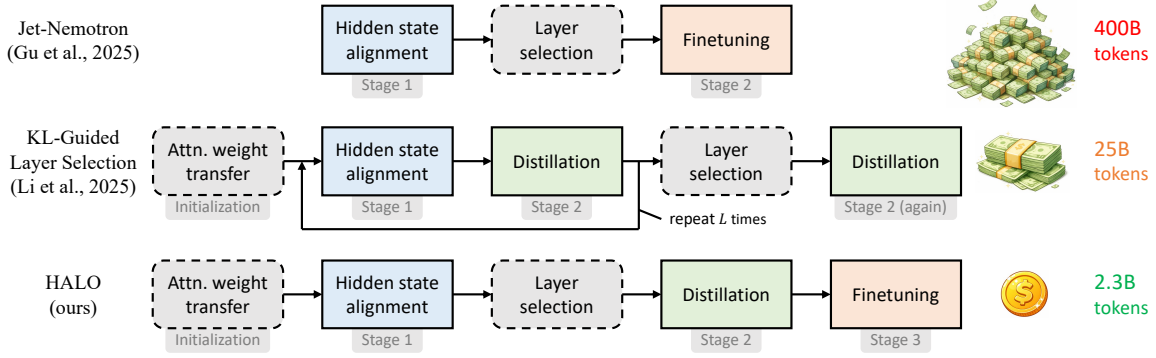 Jet-Nemotron
(Gu et al., 2025)
Hidden state
alignment
Stage 1
Layer
selection
Finetuning
Stage 2
400B
tokens
KL-Guided
Layer Selection
(Li et al., 2025)
Attn. weight
transfer
Initialization
Hidden state
alignment
Stage 1
Distillation
Stage 2
Layer
selection
Distillation
Stage 2 (again)
repeat L times
25B
tokens
HALO
(ours)
Attn. weight
transfer
Initialization
Hidden state
alignment
Stage 1
Layer
selection
Distillation
Stage 2
Finetuning
Stage 3
$
2.3B
tokens